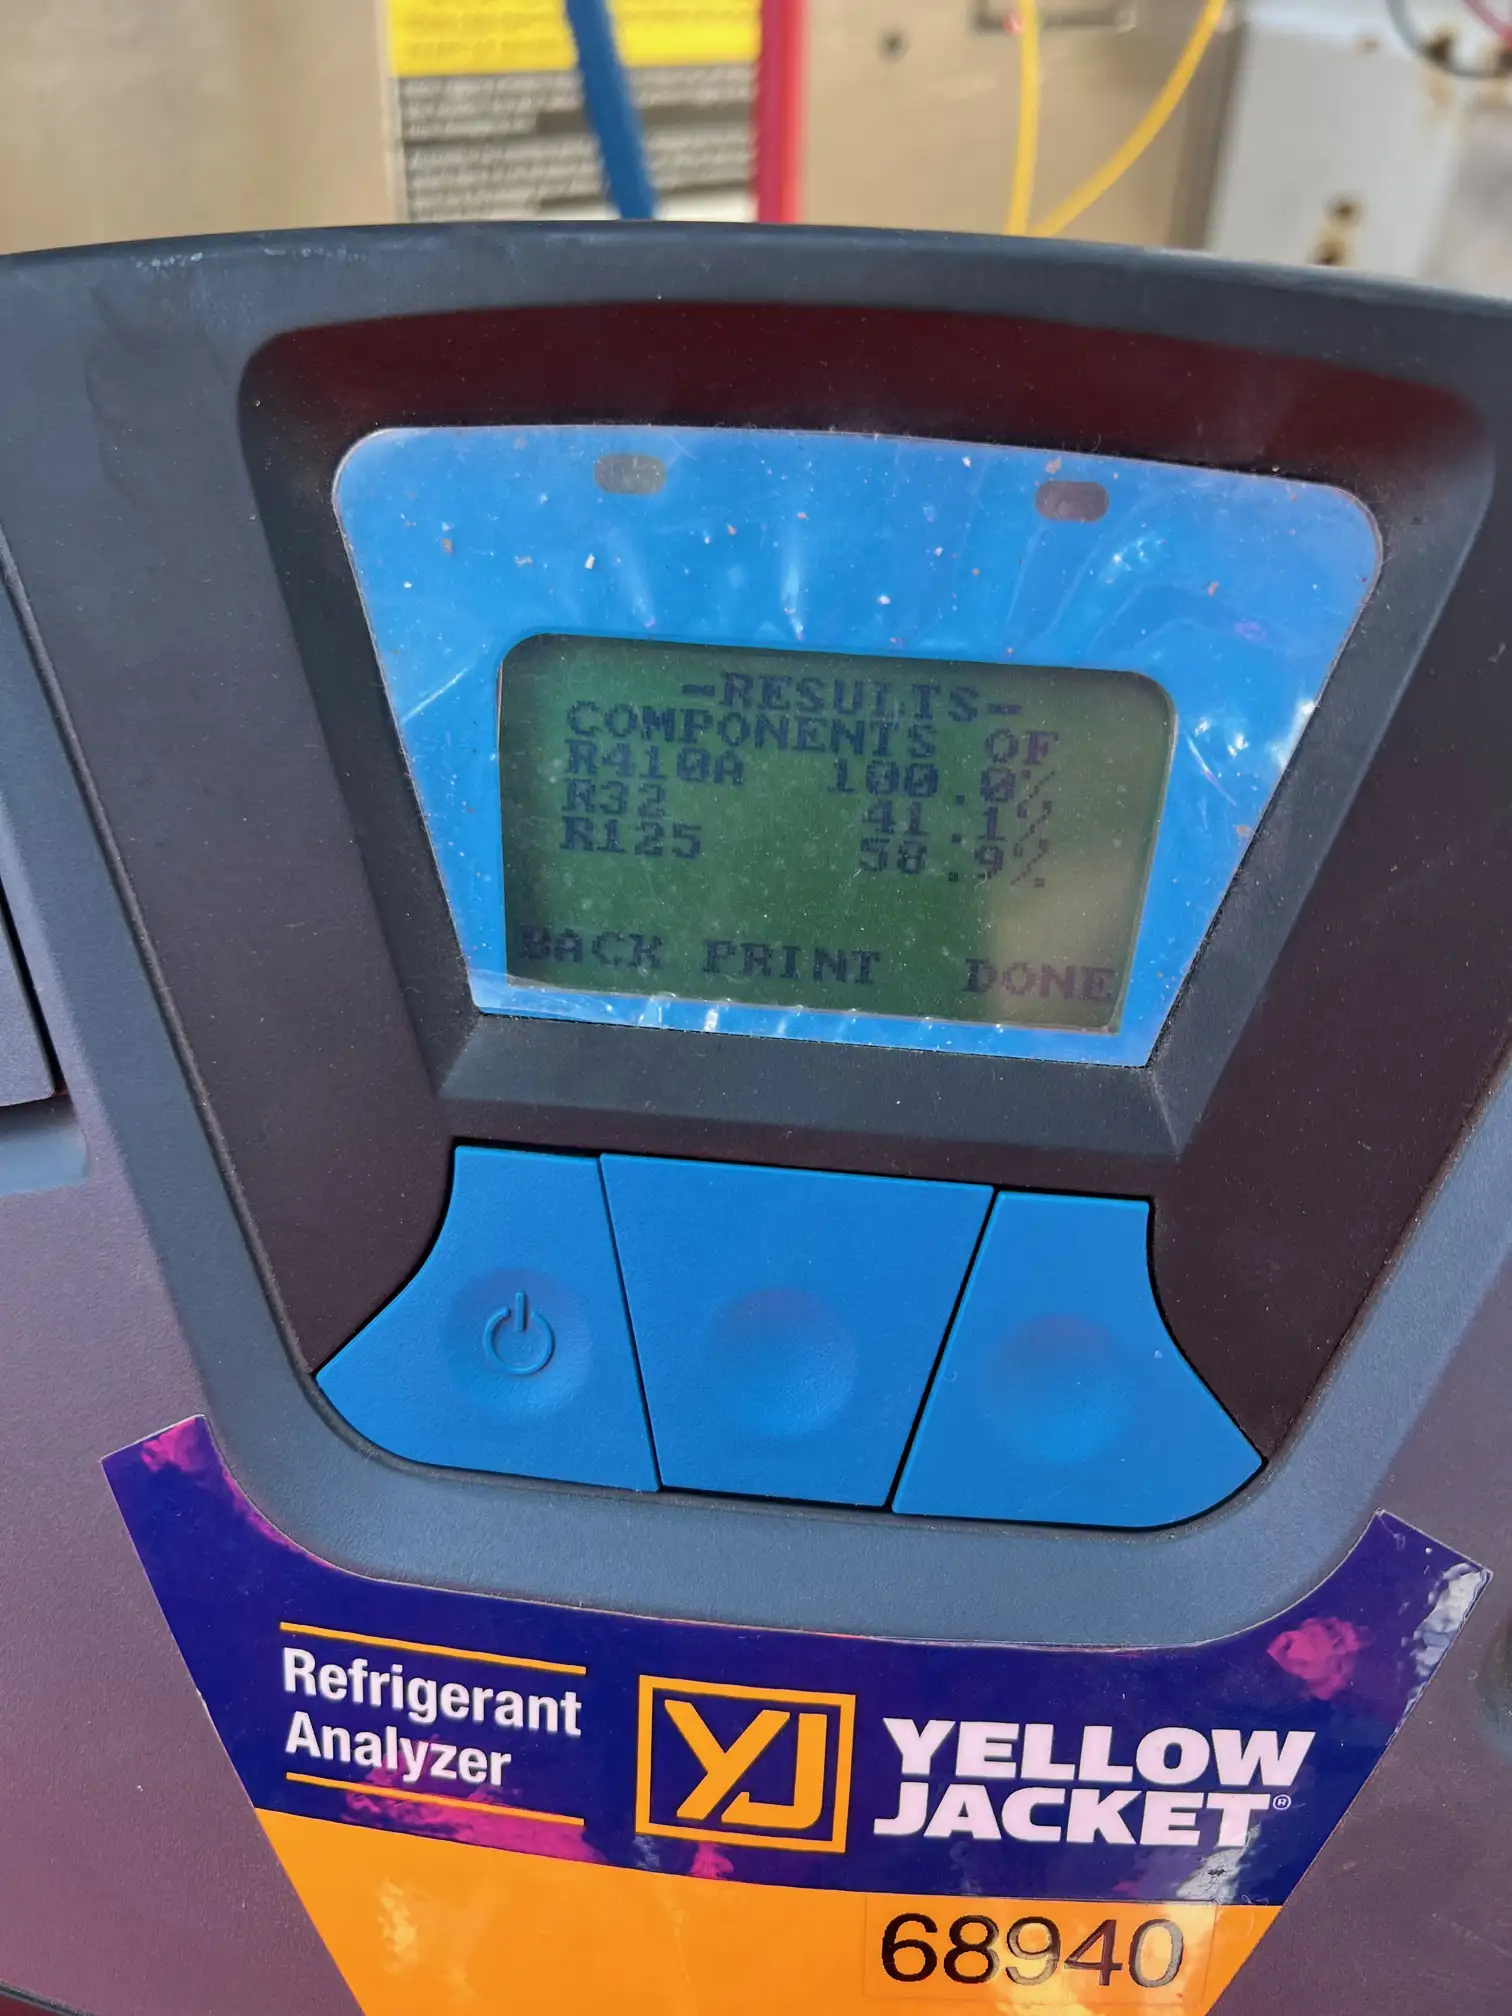 -RESULTS-
COMPONENTS OF
R410A 100.0%
R32 41.1%
R125 58.9%
BACK PRINT DONE
Refrigerant
Analyzer
YJ
YELLOW
JACKET®
68940